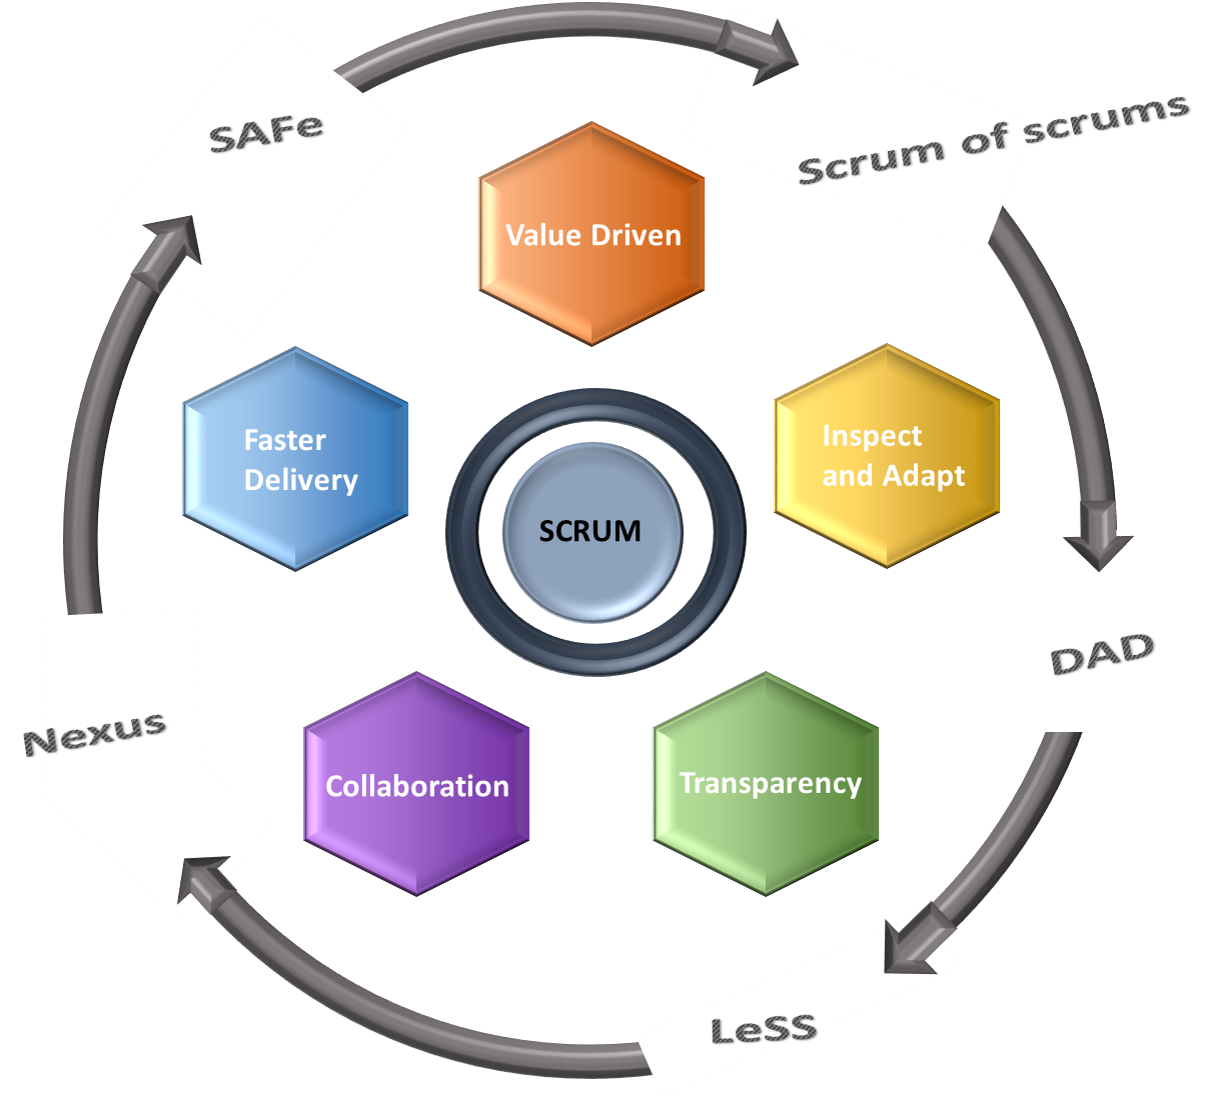 SAFe
Scrum of scrums
Value Driven
Faster
Delivery
Inspect
and Adapt
SCRUM
DAD
Nexus
Collaboration
Transparency
LeSS